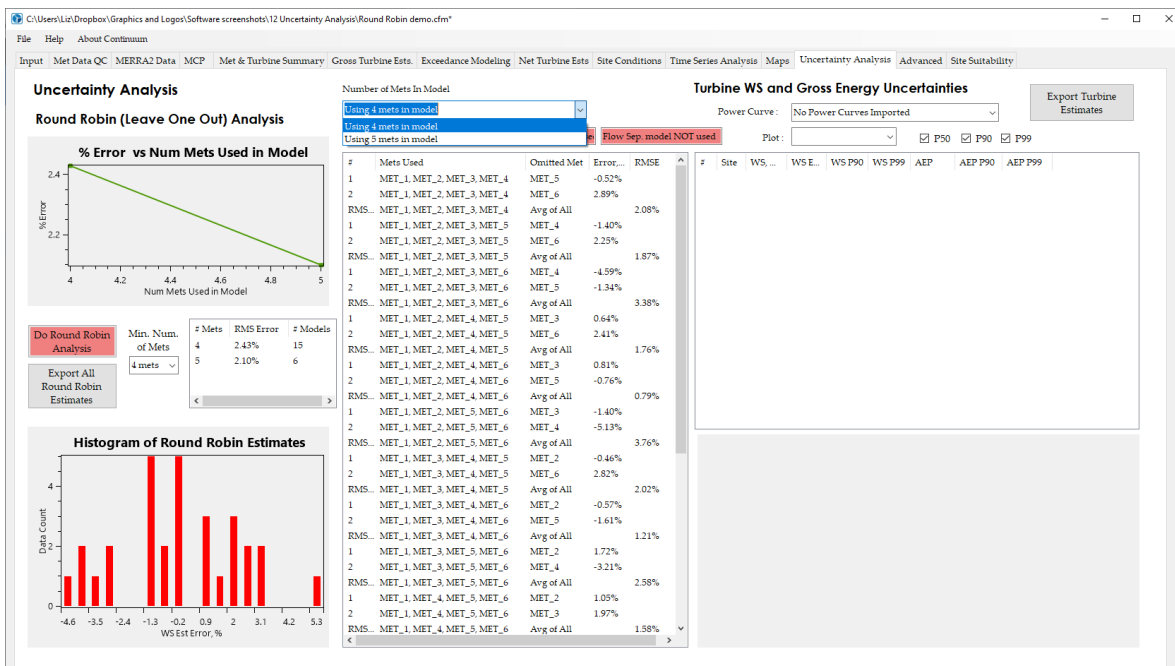 C:\Users\Liz\Dropbox\Graphics and Logos\Software screenshots\12 Uncertainty Analysis\Round Robin demo.cfm*
File Help About Continuum
Input Met Data QC MERRA2 Data MCP Met & Turbine Summary Gross Turbine Ests. Exceedance Modeling Net Turbine Ests Site Conditions Time Series Analysis Maps Uncertainty Analysis Advanced Site Suitability
Uncertainty Analysis
Round Robin (Leave One Out) Analysis
% Error vs Num Mets Used in Model
2.4
2.2
% Error
4 4.2 4.4 4.6 4.8 5
Num Mets Used in Model
Do Round Robin Analysis
Min. Num. of Mets
4 mets
Export All Round Robin Estimates
# Mets RMS Error # Models
4 2.43% 15
5 2.10% 6
Histogram of Round Robin Estimates
4
2
0
Data Count
-4.6 -3.5 -2.4 -1.3 -0.2 0.9 2 3.1 4.2 5.3
WS Est Error, %
Number of Mets In Model
Using 4 mets in model
Using 4 mets in model
Using 5 mets in model
Flow Sep. model NOT used
# Mets Used Omitted Met Error,... RMSE
1 MET_1, MET_2, MET_3, MET_4 MET_5 -0.52%
2 MET_1, MET_2, MET_3, MET_4 MET_6 2.89%
RMS... MET_1, MET_2, MET_3, MET_4 Avg of All 2.08%
1 MET_1, MET_2, MET_3, MET_5 MET_4 -1.40%
2 MET_1, MET_2, MET_3, MET_5 MET_6 2.25%
RMS... MET_1, MET_2, MET_3, MET_5 Avg of All 1.87%
1 MET_1, MET_2, MET_3, MET_6 MET_4 -4.59%
2 MET_1, MET_2, MET_3, MET_6 MET_5 -1.34%
RMS... MET_1, MET_2, MET_3, MET_6 Avg of All 3.38%
1 MET_1, MET_2, MET_4, MET_5 MET_3 0.64%
2 MET_1, MET_2, MET_4, MET_5 MET_6 2.41%
RMS... MET_1, MET_2, MET_4, MET_5 Avg of All 1.76%
1 MET_1, MET_2, MET_4, MET_6 MET_3 0.81%
2 MET_1, MET_2, MET_4, MET_6 MET_5 -0.76%
RMS... MET_1, MET_2, MET_4, MET_6 Avg of All 0.79%
1 MET_1, MET_2, MET_5, MET_6 MET_3 -1.40%
2 MET_1, MET_2, MET_5, MET_6 MET_4 -5.13%
RMS... MET_1, MET_2, MET_5, MET_6 Avg of All 3.76%
1 MET_1, MET_3, MET_4, MET_5 MET_2 -0.46%
2 MET_1, MET_3, MET_4, MET_5 MET_6 2.82%
RMS... MET_1, MET_3, MET_4, MET_5 Avg of All 2.02%
1 MET_1, MET_3, MET_4, MET_6 MET_2 -0.57%
2 MET_1, MET_3, MET_4, MET_6 MET_5 -1.61%
RMS... MET_1, MET_3, MET_4, MET_6 Avg of All 1.21%
1 MET_1, MET_3, MET_5, MET_6 MET_2 1.72%
2 MET_1, MET_3, MET_5, MET_6 MET_4 -3.21%
RMS... MET_1, MET_3, MET_5, MET_6 Avg of All 2.58%
1 MET_1, MET_4, MET_5, MET_6 MET_2 1.05%
2 MET_1, MET_4, MET_5, MET_6 MET_3 1.97%
RMS... MET_1, MET_4, MET_5, MET_6 Avg of All 1.58%
Turbine WS and Gross Energy Uncertainties
Power Curve : No Power Curves Imported
Plot : P50 P90 P99
Export Turbine Estimates
# Site WS, ... WS E... WS P90 WS P99 AEP AEP P90 AEP P99